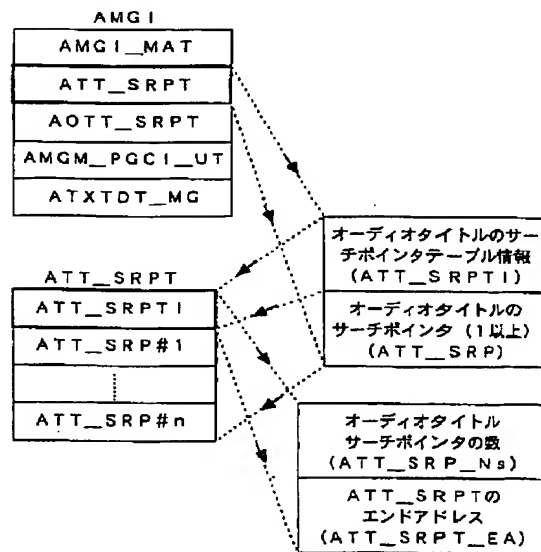 AMGI
AMGI_MAT
ATT_SRPT
AOTT_SRPT
AMGM_PGCI_UT
ATXTDT_MG
オーディオタイトルのサー
チポインタテーブル情報
(ATT_SRPTI)
オーディオタイトルの
サーチポインタ (1以上)
(ATT_SRP)
ATT_SRPT
ATT_SRPTI
ATT_SRP#1
ATT_SRP#n
オーディオタイトル
サーチポインタの数
(ATT_SRP_Ns)
ATT_SRPTの
エンドアドレス
(ATT_SRPT_EA)